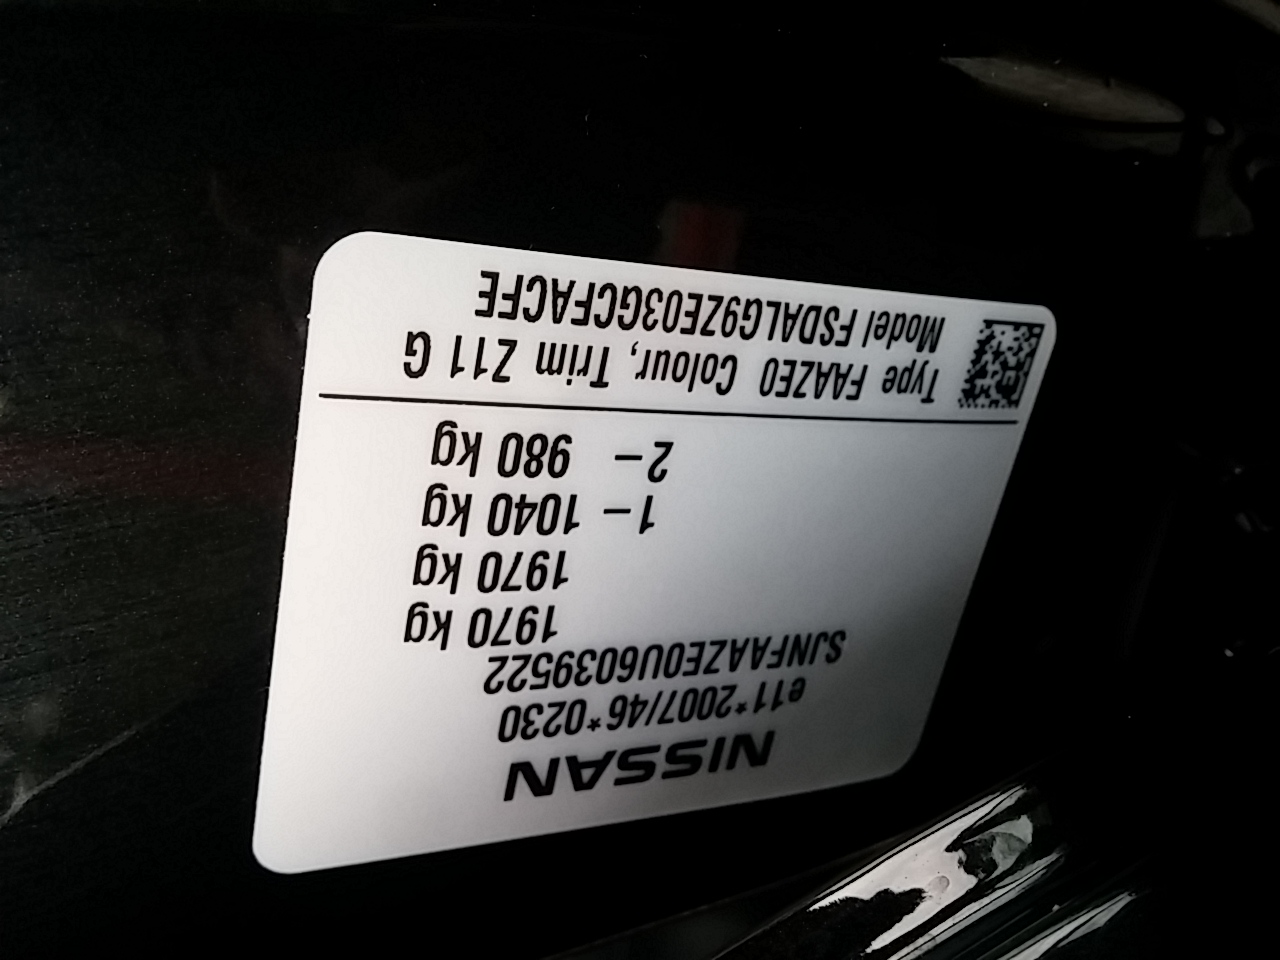 NISSAN
e11*2007/46*0230
SJNFAAZE0U6039522
1970 kg
1970 kg
1 – 1040 kg
2 – 980 kg
Type FAAZE0 Colour, Trim Z11 G
Model FSDALG9ZE03GCFACFE